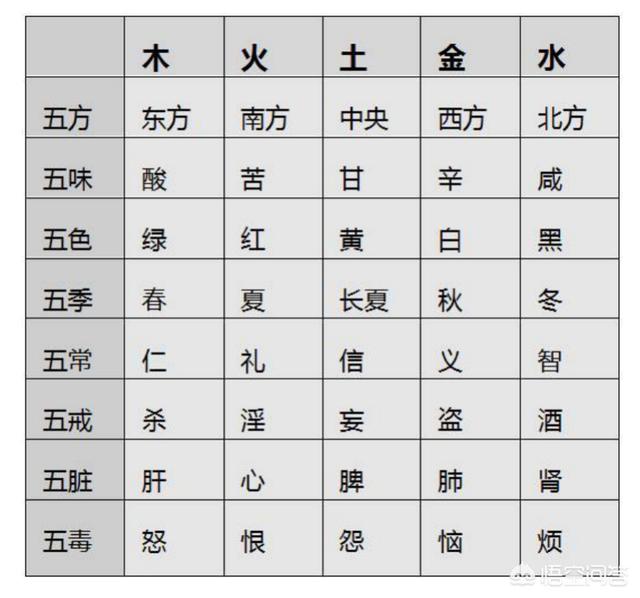 木 火 土 金 水
五方 东方 南方 中央 西方 北方
五味 酸 苦 甘 辛 咸
五色 绿 红 黄 白 黑
五季 春 夏 长夏 秋 冬
五常 仁 礼 信 义 智
五戒 杀 淫 妄 盗 酒
五脏 肝 心 脾 肺 肾
五毒 怒 恨 怨 恼 烦
悟空问答